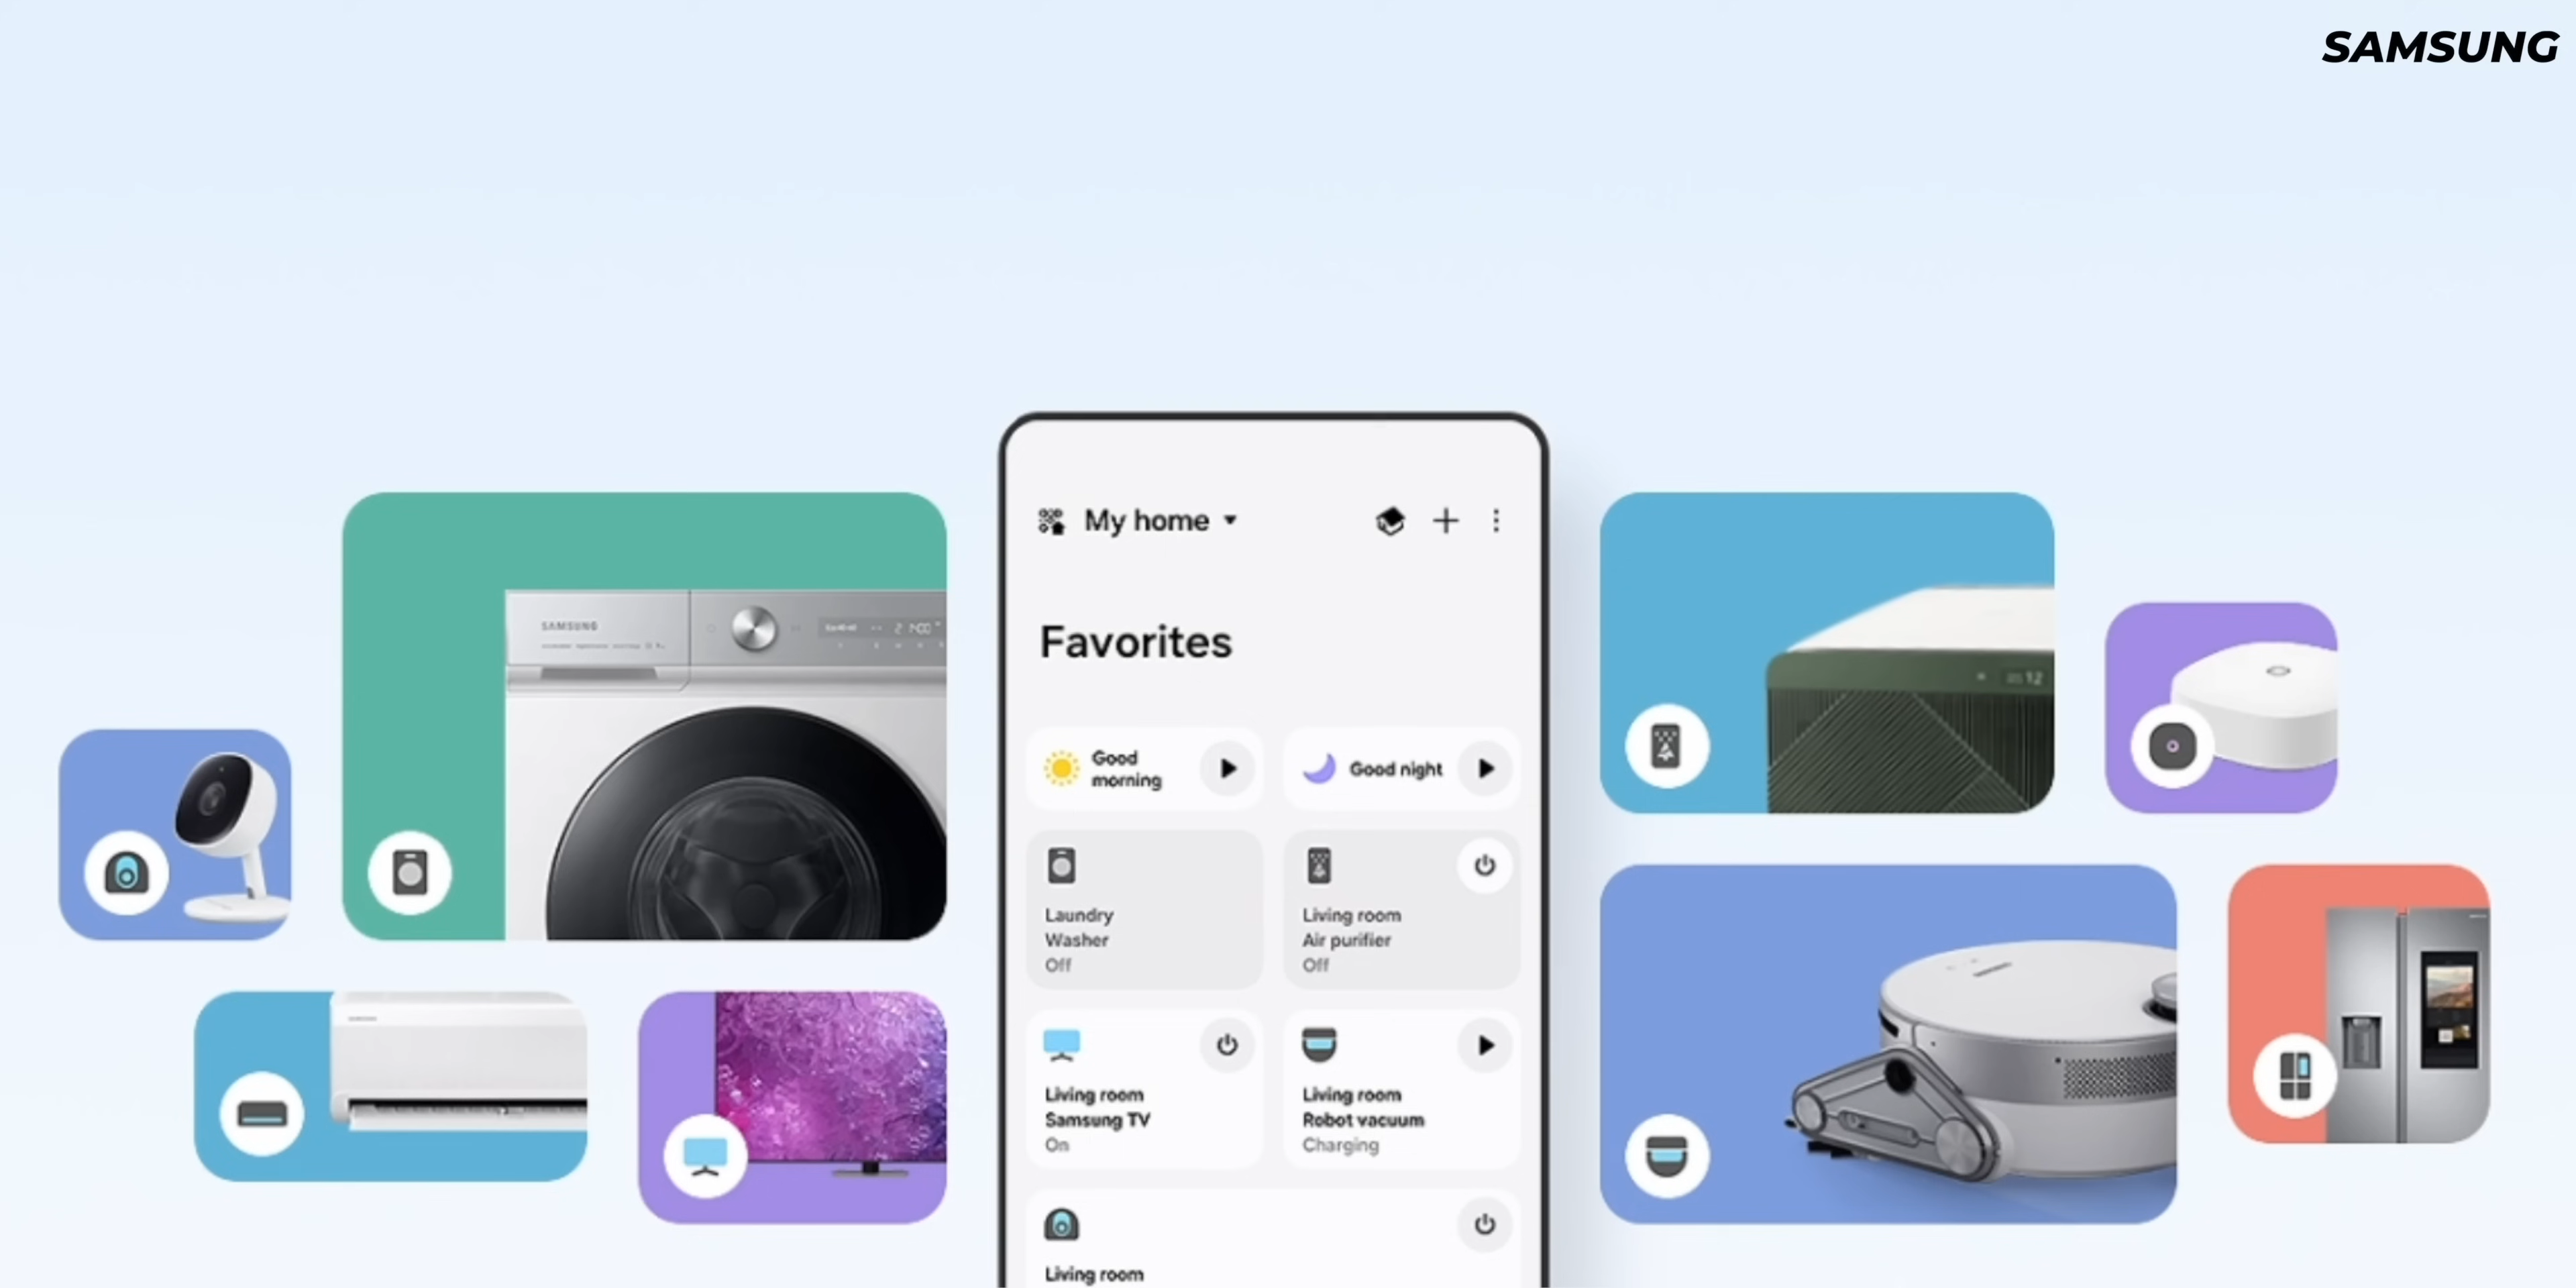 SAMSUNG
My home
Favorites
Good
morning
Good night
Laundry
Washer
Off
Living room
Air purifier
Off
Living room
Samsung TV
On
Living room
Robot vacuum
Charging
Living room
SAMSUNG